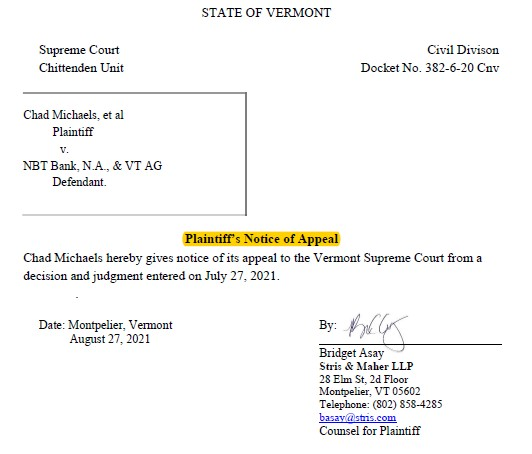 STATE OF VERMONT
Supreme Court
Civil Divison
Chittenden Unit
Docket No. 382-6-20 Cnv
Chad Michaels, et al
Plaintiff
v.
NBT Bank, N.A., & VT AG
Defendant.
Plaintiff's Notice of Appeal
Chad Michaels hereby gives notice of its appeal to the Vermont Supreme Court from a
decision and judgment entered on July 27, 2021.
Date: Montpelier, Vermont
August 27, 2021
By:
Bridget Asay
Stris & Maher LLP
28 Elm St, 2d Floor
Montpelier, VT 05602
Telephone: (802) 858-4285
basay@stris.com
Counsel for Plaintiff